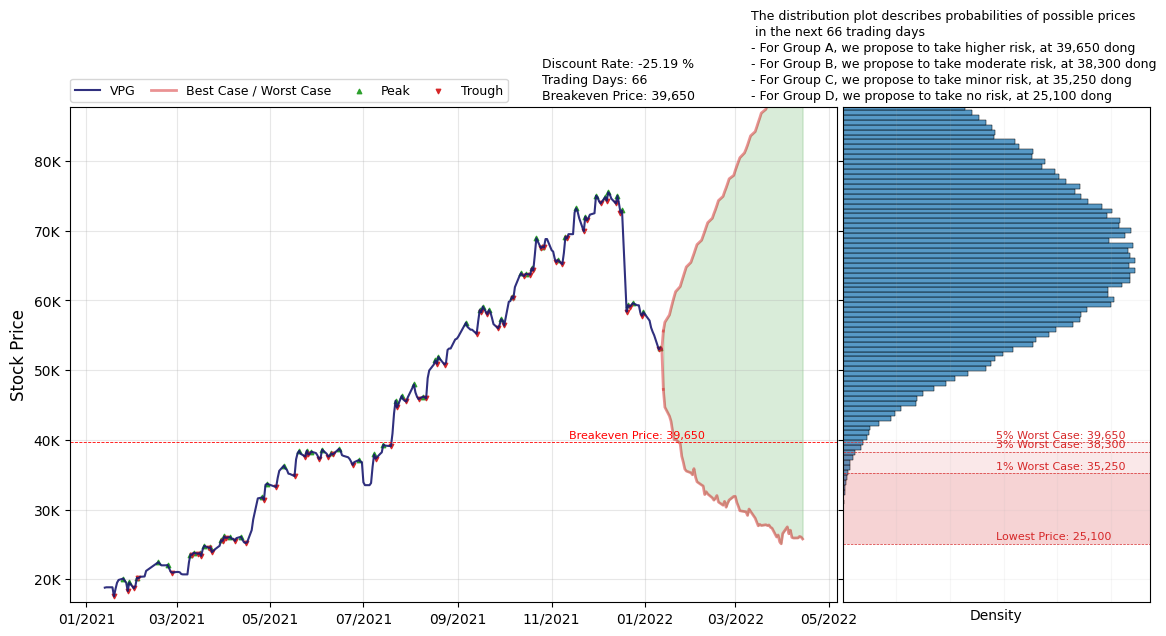 The distribution plot describes probabilities of possible prices
in the next 66 trading days
- For Group A, we propose to take higher risk, at 39,650 dong
- For Group B, we propose to take moderate risk, at 38,300 dong
- For Group C, we propose to take minor risk, at 35,250 dong
- For Group D, we propose to take no risk, at 25,100 dong
Discount Rate: -25.19 %
Trading Days: 66
Breakeven Price: 39,650
VPG Best Case / Worst Case Peak Trough
Stock Price
80K
70K
60K
50K
40K
30K
20K
Breakeven Price: 39,650
5% Worst Case: 39,650
3% Worst Case: 38,300
1% Worst Case: 35,250
Lowest Price: 25,100
01/2021 03/2021 05/2021 07/2021 09/2021 11/2021 01/2022 03/2022 05/2022
Density